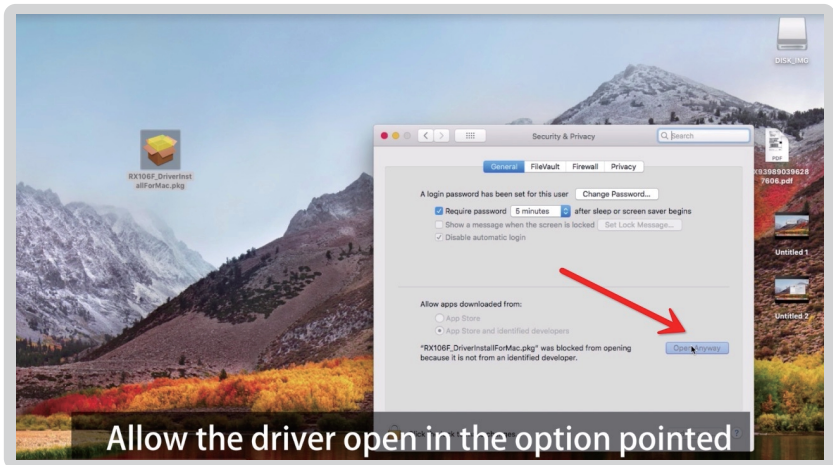 DISK_IMG
RX106F_DriverInst
allForMac.pkg
Security & Privacy
Search
PDF
X93989039628
7606.pdf
General FileVault Firewall Privacy
A login password has been set for this user Change Password...
Require password 5 minutes after sleep or screen saver begins
Show a message when the screen is locked Set Lock Message...
Disable automatic login
Untitled 1
Allow apps downloaded from:
App Store
App Store and identified developers
Untitled 2
"RX106F_DriverInstallForMac.pkg" was blocked from opening Open Anyway
because it is not from an identified developer.
Allow the driver open in the option pointed